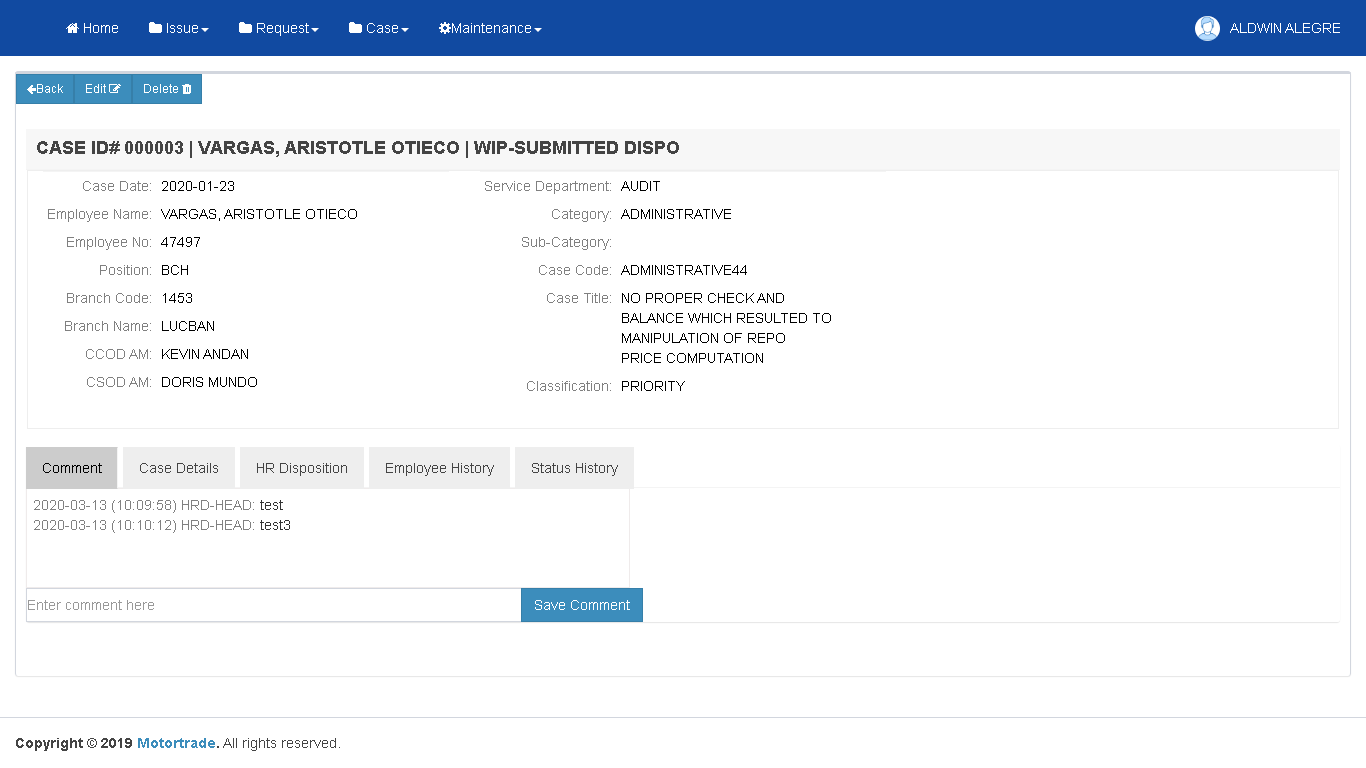 Home Issue Request Case Maintenance ALDWIN ALEGRE
Back Edit Delete
CASE ID# 000003 | VARGAS, ARISTOTLE OTIECO | WIP-SUBMITTED DISPO
Case Date: 2020-01-23
Employee Name: VARGAS, ARISTOTLE OTIECO
Employee No: 47497
Position: BCH
Branch Code: 1453
Branch Name: LUCBAN
CCOD AM: KEVIN ANDAN
CSOD AM: DORIS MUNDO
Service Department: AUDIT
Category: ADMINISTRATIVE
Sub-Category:
Case Code: ADMINISTRATIVE44
Case Title: NO PROPER CHECK AND
BALANCE WHICH RESULTED TO
MANIPULATION OF REPO
PRICE COMPUTATION
Classification: PRIORITY
Comment Case Details HR Disposition Employee History Status History
2020-03-13 (10:09:58) HRD-HEAD: test
2020-03-13 (10:10:12) HRD-HEAD: test3
Enter comment here Save Comment
Copyright © 2019 Motortrade. All rights reserved.